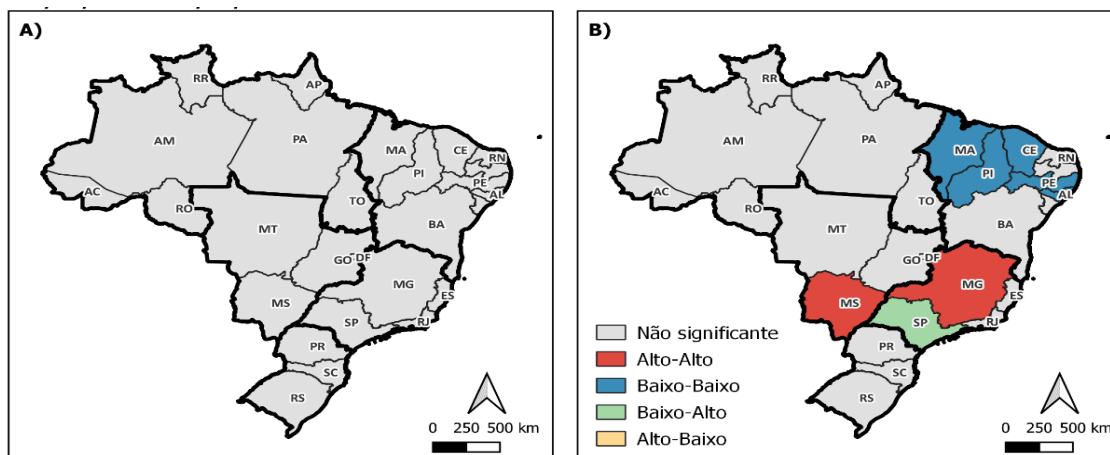 A)
RR
AP
AM
PA
MA
CE
RN
PI
PE
AL
AC
RO
TO
BA
MT
GO
DF
MG
MS
ES
SP
RJ
PR
SC
RS
0 250 500 km
B)
RR
AP
AM
PA
MA
CE
RN
PI
PE
AL
AC
RO
TO
BA
MT
GO
DF
MG
MS
ES
SP
RJ
PR
SC
RS
Não significante
Alto-Alto
Baixo-Baixo
Baixo-Alto
Alto-Baixo
0 250 500 km